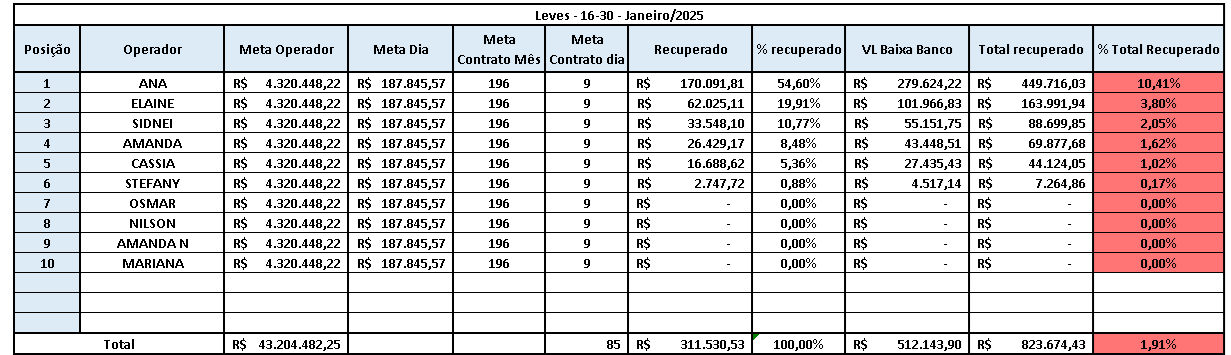 Leves - 16-30 - Janeiro/2025
Posição Operador Meta Operador Meta Dia Meta Contrato Mês Meta Contrato dia Recuperado % recuperado VL Baixa Banco Total recuperado % Total Recuperado
1 ANA R$ 4.320.448,22 R$ 187.845,57 196 9 R$ 170.091,81 54,60% R$ 279.624,22 R$ 449.716,03 10,41%
2 ELAINE R$ 4.320.448,22 R$ 187.845,57 196 9 R$ 62.025,11 19,91% R$ 101.966,83 R$ 163.991,94 3,80%
3 SIDNEI R$ 4.320.448,22 R$ 187.845,57 196 9 R$ 33.548,10 10,77% R$ 55.151,75 R$ 88.699,85 2,05%
4 AMANDA R$ 4.320.448,22 R$ 187.845,57 196 9 R$ 26.429,17 8,48% R$ 43.448,51 R$ 69.877,68 1,62%
5 CASSIA R$ 4.320.448,22 R$ 187.845,57 196 9 R$ 16.688,62 5,36% R$ 27.435,43 R$ 44.124,05 1,02%
6 STEFANY R$ 4.320.448,22 R$ 187.845,57 196 9 R$ 2.747,72 0,88% R$ 4.517,14 R$ 7.264,86 0,17%
7 OSMAR R$ 4.320.448,22 R$ 187.845,57 196 9 R$ - 0,00% R$ - R$ - 0,00%
8 NILSON R$ 4.320.448,22 R$ 187.845,57 196 9 R$ - 0,00% R$ - R$ - 0,00%
9 AMANDA N R$ 4.320.448,22 R$ 187.845,57 196 9 R$ - 0,00% R$ - R$ - 0,00%
10 MARIANA R$ 4.320.448,22 R$ 187.845,57 196 9 R$ - 0,00% R$ - R$ - 0,00%
Total R$ 43.204.482,25 85 R$ 311.530,53 100,00% R$ 512.143,90 R$ 823.674,43 1,91%